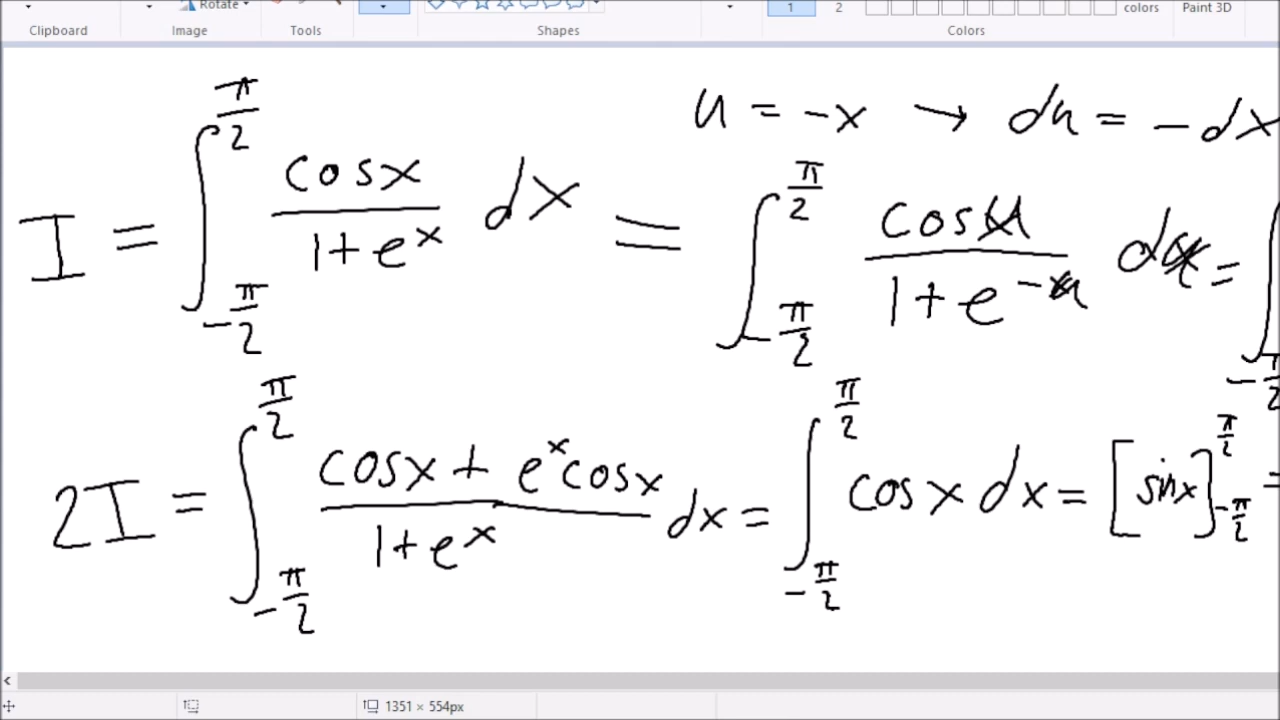 Rotate
1 2 colors Paint 3D
Clipboard Image Tools Shapes Colors
u = -x → du = -dx
I = ∫_{-π/2}^{π/2} cosx/(1+e^x) dx = ∫_{-π/2}^{π/2} cosu/(1+e^{-u}) du = ∫_{-π/2}
2I = ∫_{-π/2}^{π/2} (cosx + e^x cosx)/(1+e^x) dx = ∫_{-π/2}^{π/2} cosx dx = [sinx]_{-π/2}^{π/2} =
1351 × 554px